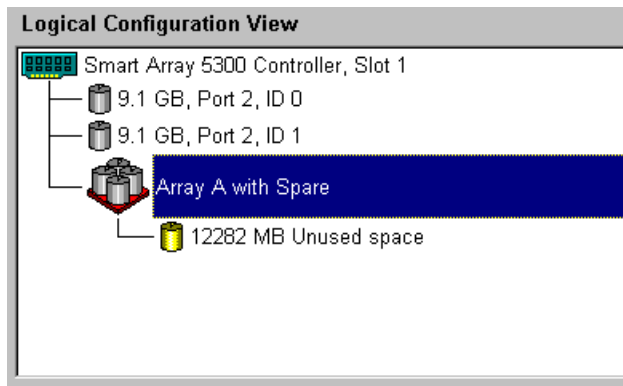 Logical Configuration View
Smart Array 5300 Controller, Slot 1
9.1 GB, Port 2, ID 0
9.1 GB, Port 2, ID 1
Array A with Spare
12282 MB Unused space